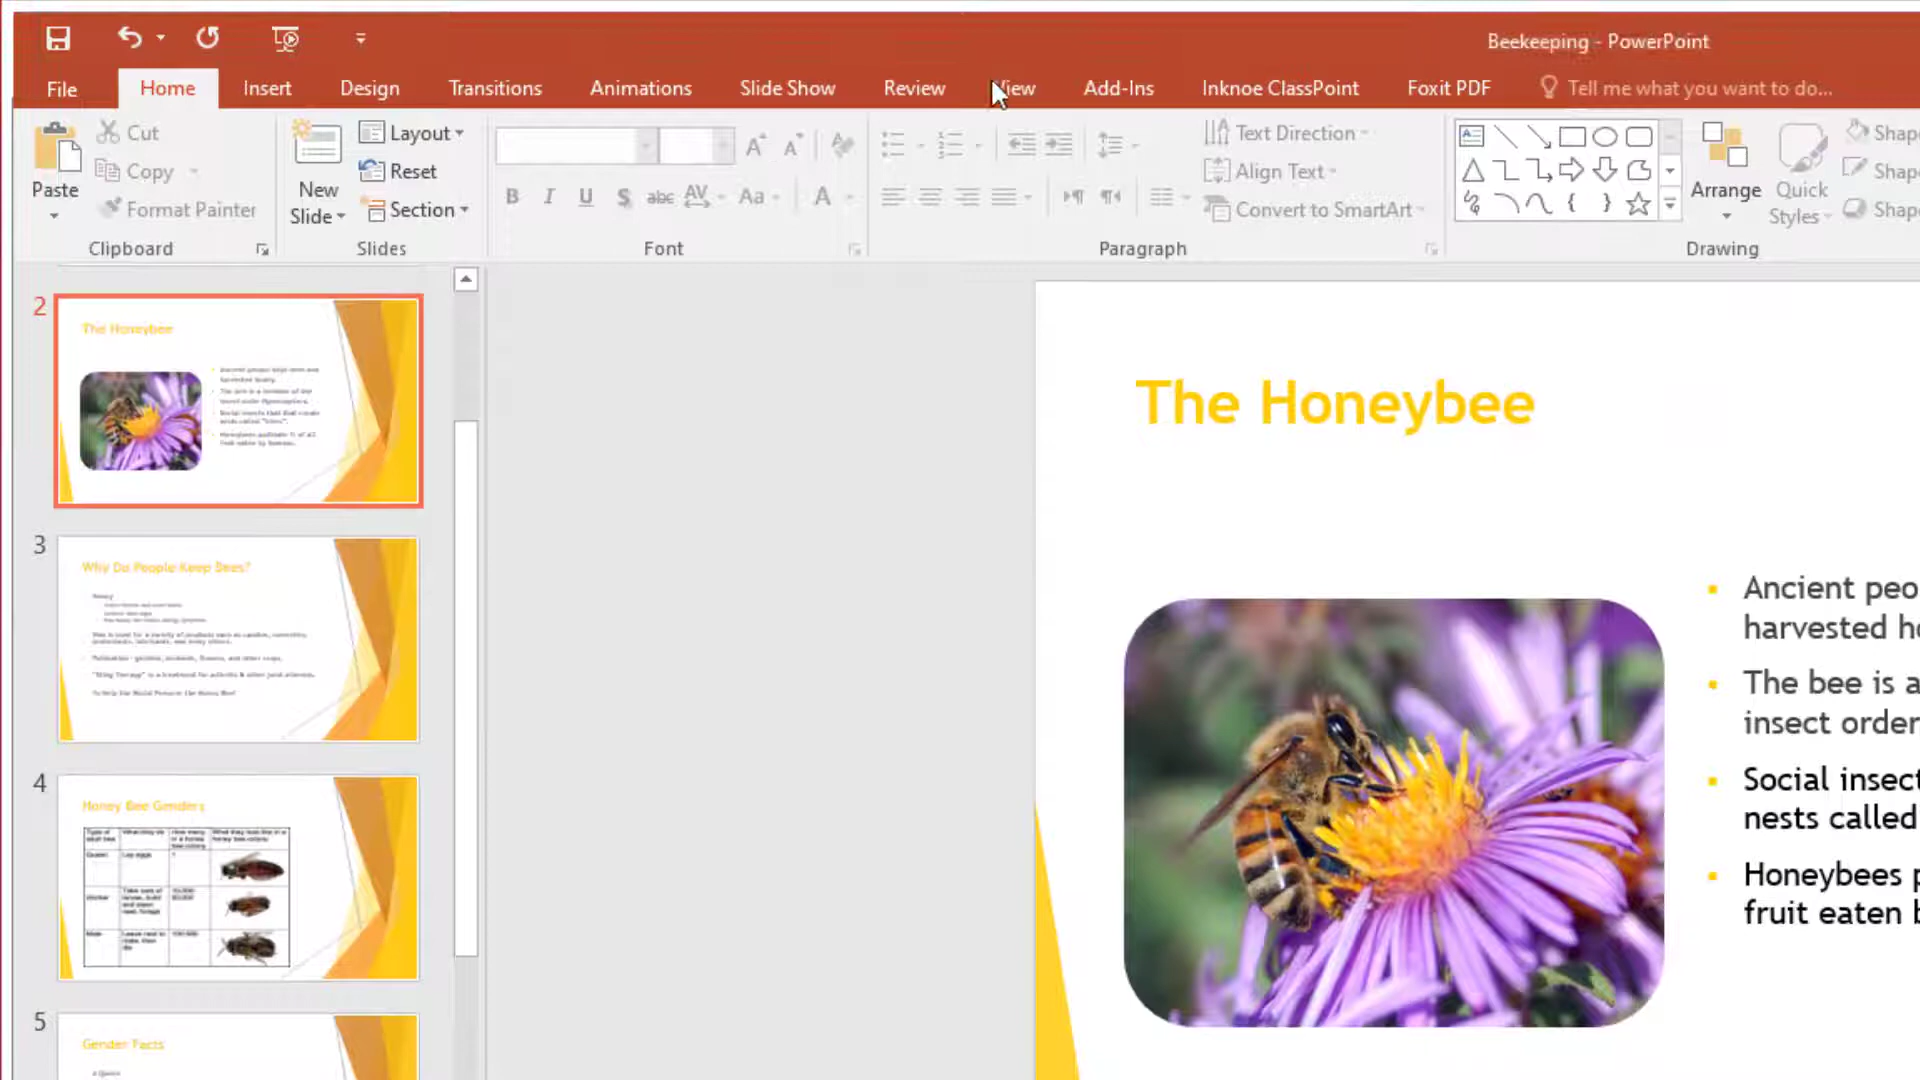 Beekeeping - PowerPoint
File Home Insert Design Transitions Animations Slide Show Review View Add-Ins Inknoe ClassPoint Foxit PDF Tell me what you want to do...
Paste
Cut
Copy
Format Painter
Clipboard
New Slide
Layout
Reset
Section
Slides
B I U S abc AV Aa A
Font
Text Direction
Align Text
Convert to SmartArt
Paragraph
Arrange
Quick Styles
Drawing
2
The Honeybee
3
Why Do People Keep Bees?
4
Honey Bee Genders
5
Gender Facts
The Honeybee
Ancient peo
harvested h
The bee is a
insect order
Social insect
nests called
Honeybees p
fruit eaten b